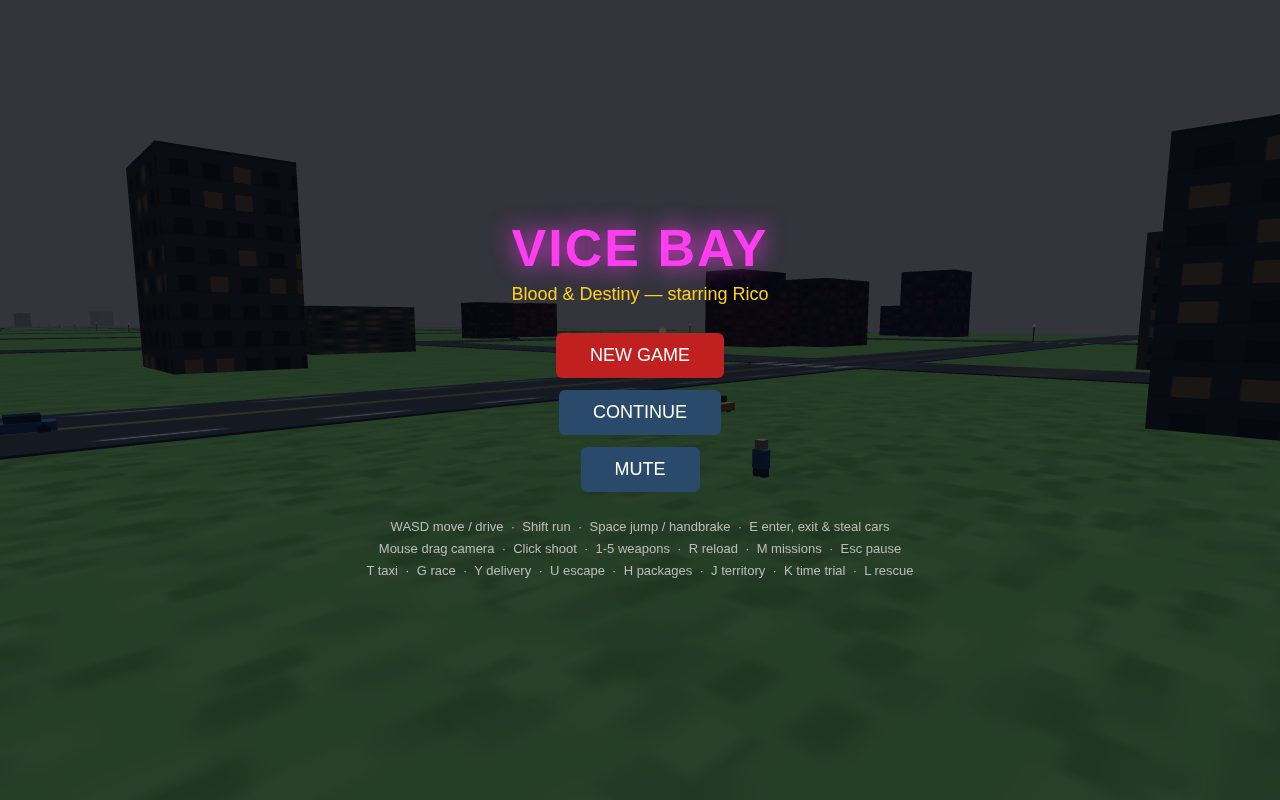 VICE BAY
Blood & Destiny — starring Rico
NEW GAME
CONTINUE
MUTE
WASD move / drive · Shift run · Space jump / handbrake · E enter, exit & steal cars
Mouse drag camera · Click shoot · 1-5 weapons · R reload · M missions · Esc pause
T taxi · G race · Y delivery · U escape · H packages · J territory · K time trial · L rescue